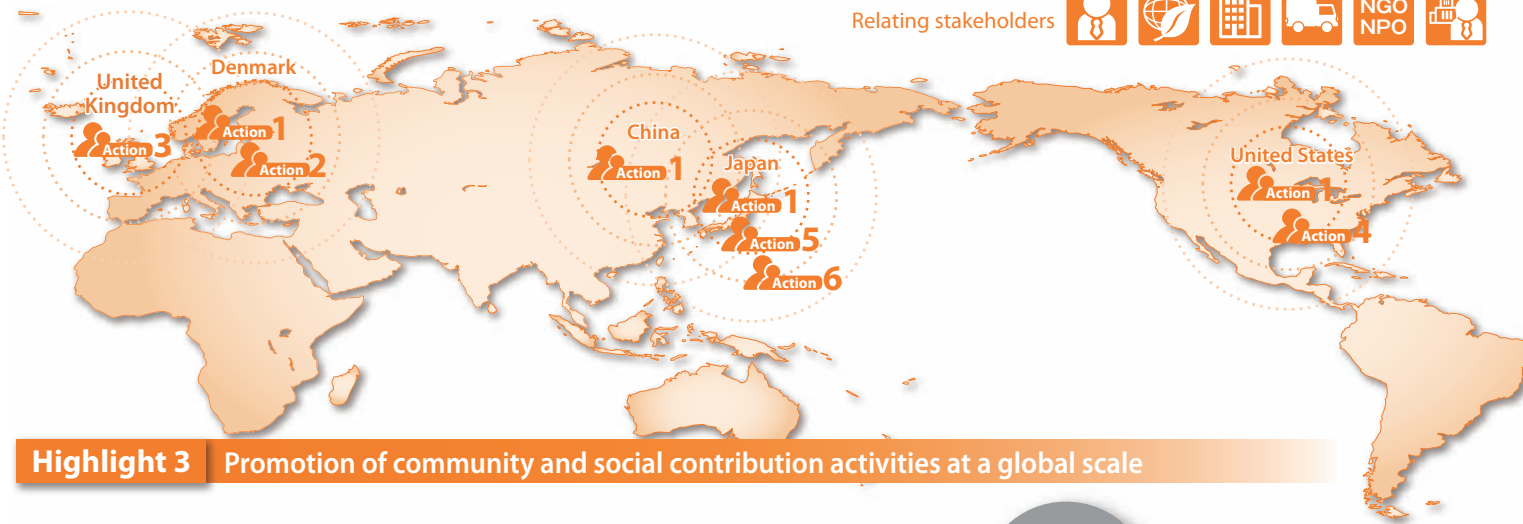 Relating stakeholders
NGO
NPO
United
Kingdom
Action 3
Denmark
Action 1
Action 2
China
Action 1
Japan
Action 1
Action 5
Action 6
United States
Action 1
Action 4
Highlight 3 Promotion of community and social contribution activities at a global scale